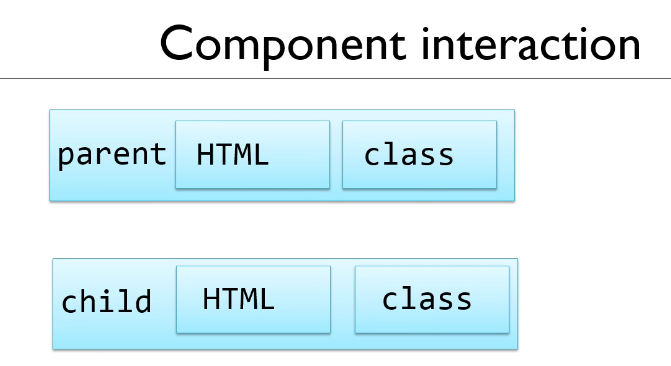 Component interaction
parent HTML class
child HTML class